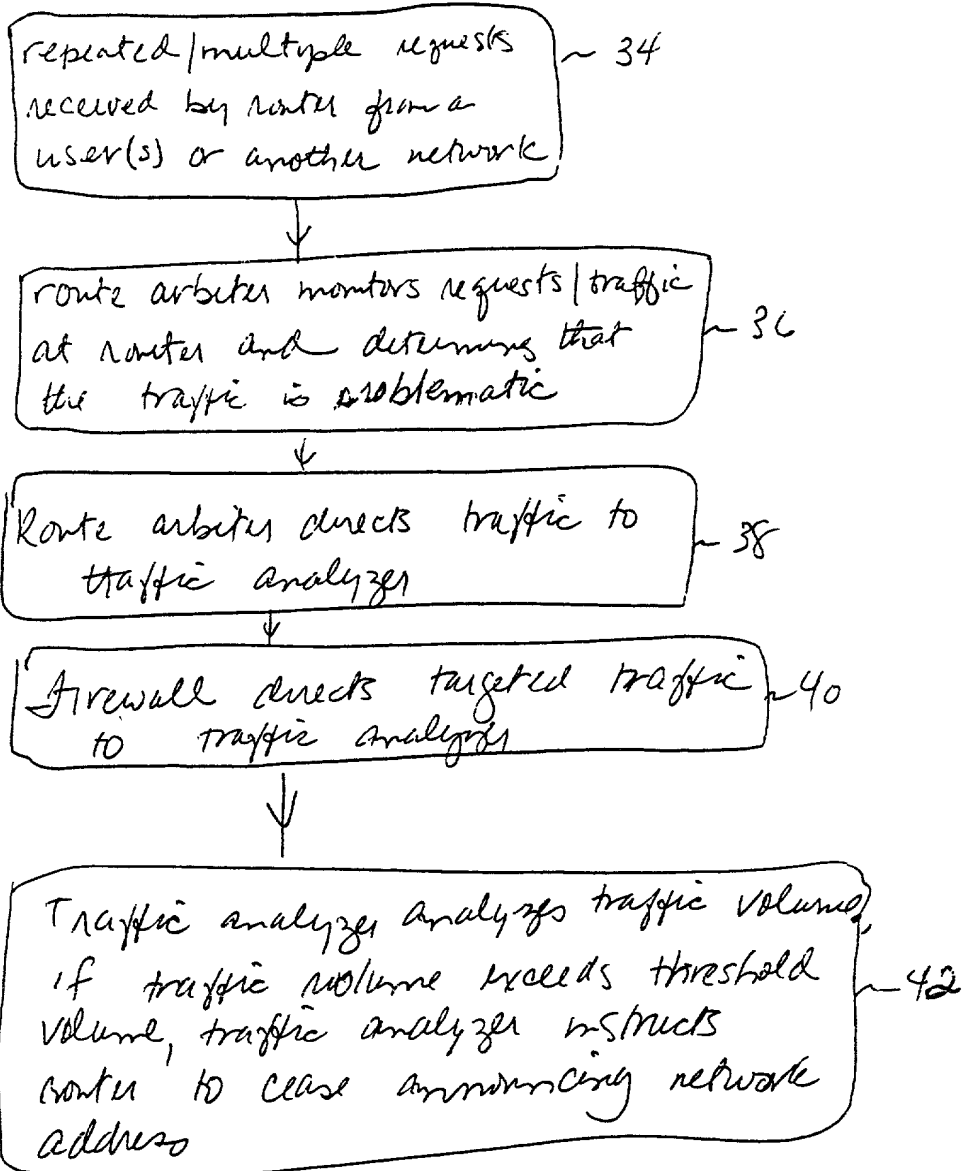 repeated/multiple requests ~ 34
received by router from a
user(s) or another network
route arbiter monitors requests/traffic
at router and determines that ~ 36
the traffic is problematic
Route arbiter directs traffic to
traffic analyzer ~ 38
Firewall directs targeted traffic ~ 40
to traffic analyzer
Traffic analyzer analyzes traffic volume,
if traffic volume exceeds threshold ~ 42
volume, traffic analyzer instructs
router to cease announcing network
address